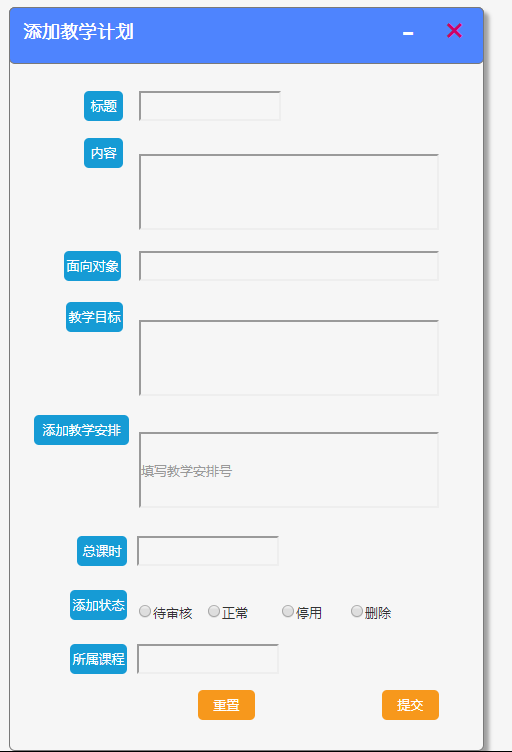 添加教学计划
标题
内容
面向对象
教学目标
添加教学安排
填写教学安排号
总课时
添加状态 待审核 正常 停用 删除
所属课程
重置 提交